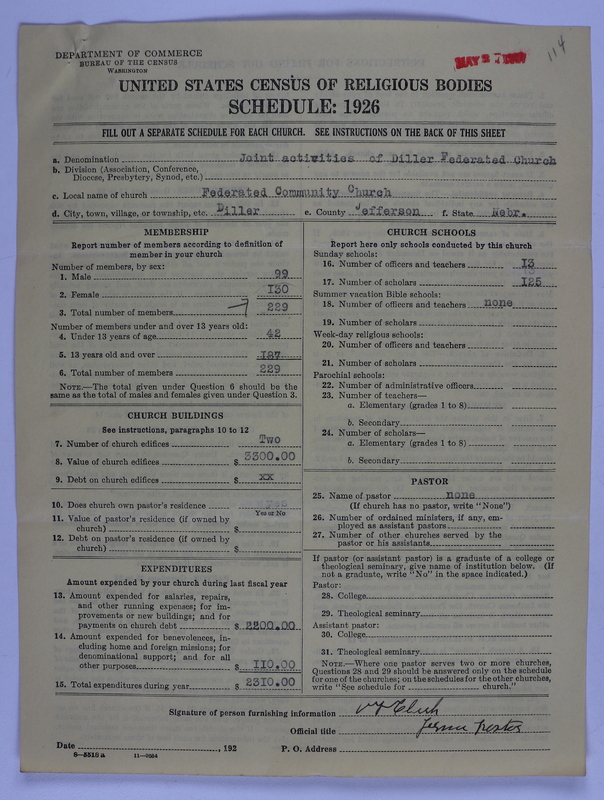 DEPARTMENT OF COMMERCE
BUREAU OF THE CENSUS
WASHINGTON
MAY 27
114
UNITED STATES CENSUS OF RELIGIOUS BODIES
SCHEDULE: 1926
FILL OUT A SEPARATE SCHEDULE FOR EACH CHURCH. SEE INSTRUCTIONS ON THE BACK OF THIS SHEET
a. Denomination Joint activities of Diller Federated Church
b. Division (Association, Conference,
Diocese, Presbytery, Synod, etc.)
c. Local name of church Federated Community Church
d. City, town, village, or township, etc. Diller e. County Jefferson f. State Nebr.
MEMBERSHIP
Report number of members according to definition of
member in your church
Number of members, by sex:
1. Male 99
2. Female 130
3. Total number of members 229
Number of members under and over 13 years old:
4. Under 13 years of age 42
5. 13 years old and over 187
6. Total number of members 229
NOTE.—The total given under Question 6 should be the
same as the total of males and females given under Question 3.
CHURCH BUILDINGS
See instructions, paragraphs 10 to 12
7. Number of church edifices Two
8. Value of church edifices $ 3300.00
9. Debt on church edifices $ xx
10. Does church own pastor's residence yes
Yes or No
11. Value of pastor's residence (if owned by
church) $
12. Debt on pastor's residence (if owned by
church) $
EXPENDITURES
Amount expended by your church during last fiscal year
13. Amount expended for salaries, repairs,
and other running expenses; for im-
provements or new buildings; and for
payments on church debt $ 2200.00
14. Amount expended for benevolences, in-
cluding home and foreign missions; for
denominational support; and for all
other purposes $ 110.00
15. Total expenditures during year $ 2310.00
CHURCH SCHOOLS
Report here only schools conducted by this church
Sunday schools:
16. Number of officers and teachers 13
17. Number of scholars 125
Summer vacation Bible schools:
18. Number of officers and teachers none
19. Number of scholars
Week-day religious schools:
20. Number of officers and teachers
21. Number of scholars
Parochial schools:
22. Number of administrative officers
23. Number of teachers—
a. Elementary (grades 1 to 8)
b. Secondary
24. Number of scholars—
a. Elementary (grades 1 to 8)
b. Secondary
PASTOR
25. Name of pastor none
(If church has no pastor, write "None")
26. Number of ordained ministers, if any, em-
ployed as assistant pastors
27. Number of other churches served by the
pastor or his assistants
If pastor (or assistant pastor) is a graduate of a college or
theological seminary, give name of institution below. (If
not a graduate, write "No" in the space indicated.)
Pastor:
28. College
29. Theological seminary
Assistant pastor:
30. College
31. Theological seminary
NOTE.—Where one pastor serves two or more churches,
Questions 28 and 29 should be answered only on the schedule
for one of the churches; on the schedules for the other churches,
write "See schedule for church."
Signature of person furnishing information
Official title
Date , 192 P. O. Address
8—5516 a 11—9034